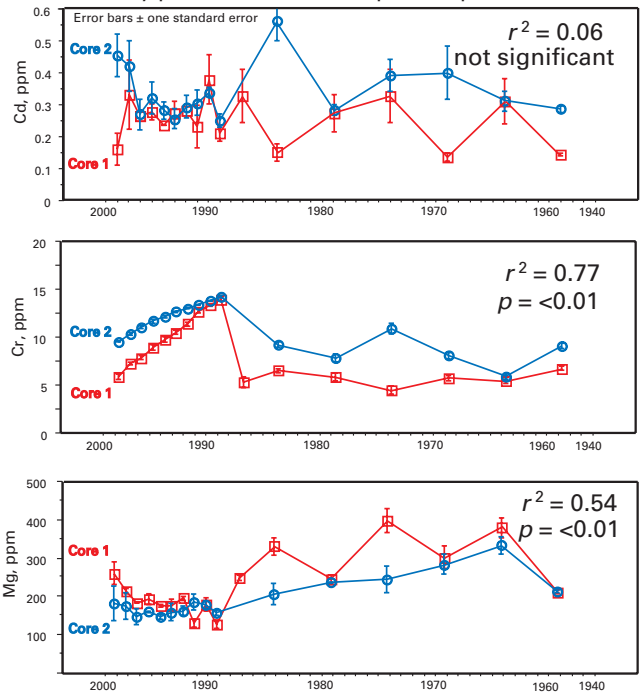 Error bars ± one standard error
r² = 0.06
not significant
Core 2
Core 1
Cd, ppm
0.6
0.5
0.4
0.3
0.2
0.1
0
2000 1990 1980 1970 1960 1940
r² = 0.77
p = <0.01
Core 2
Core 1
Cr, ppm
20
15
10
5
0
2000 1990 1980 1970 1960 1940
r² = 0.54
p = <0.01
Core 1
Core 2
Mg, ppm
500
400
300
200
100
0
2000 1990 1980 1970 1960 1940